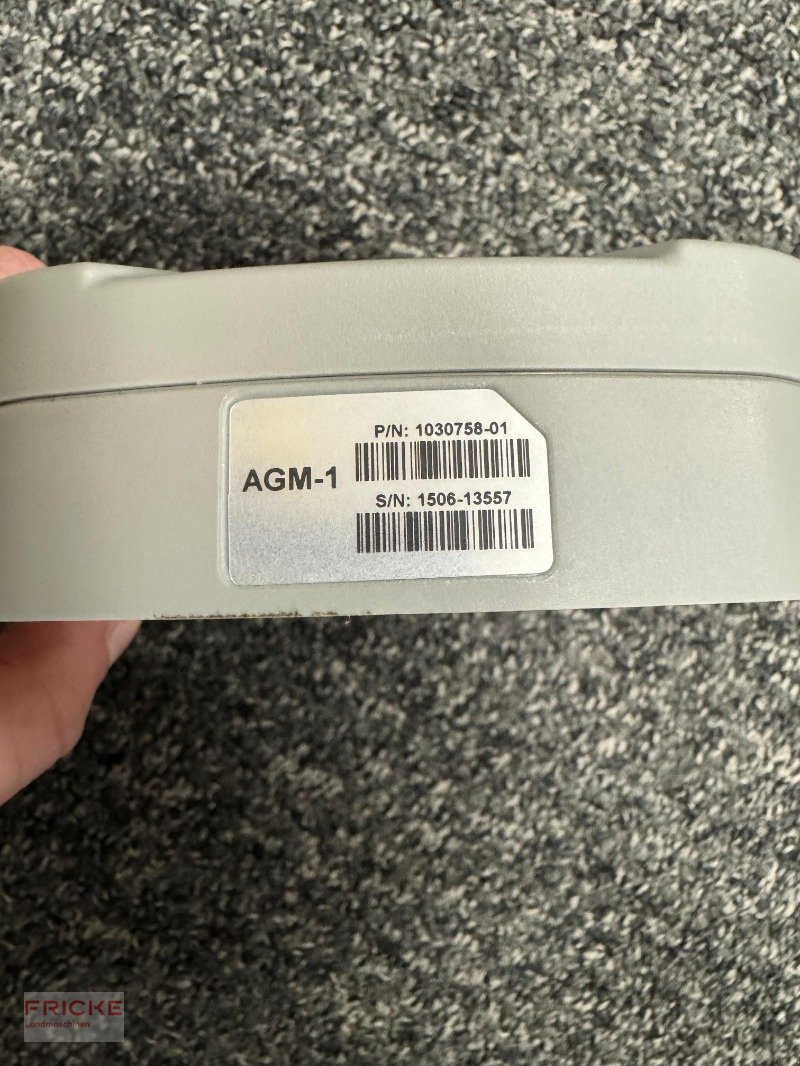 AGM-1
P/N: 1030758-01
S/N: 1506-13557
FRICKE
Landmaschinen